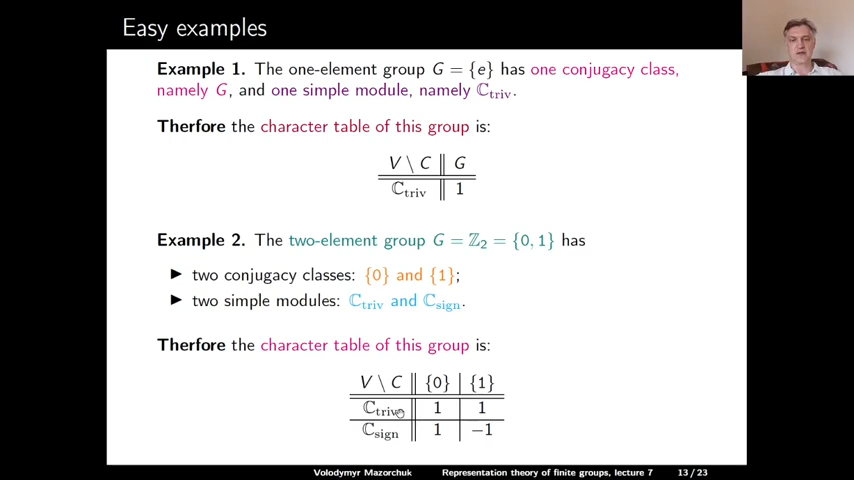 Easy examples
Example 1. The one-element group G = {e} has one conjugacy class,
namely G, and one simple module, namely ℂtriv.
Therfore the character table of this group is:
V \ C ‖ G
ℂtriv ‖ 1
Example 2. The two-element group G = ℤ₂ = {0, 1} has
▶ two conjugacy classes: {0} and {1};
▶ two simple modules: ℂtriv and ℂsign.
Therfore the character table of this group is:
V \ C ‖ {0} | {1}
ℂtriv ‖ 1 | 1
ℂsign ‖ 1 | −1
Volodymyr Mazorchuk Representation theory of finite groups, lecture 7 13 / 23